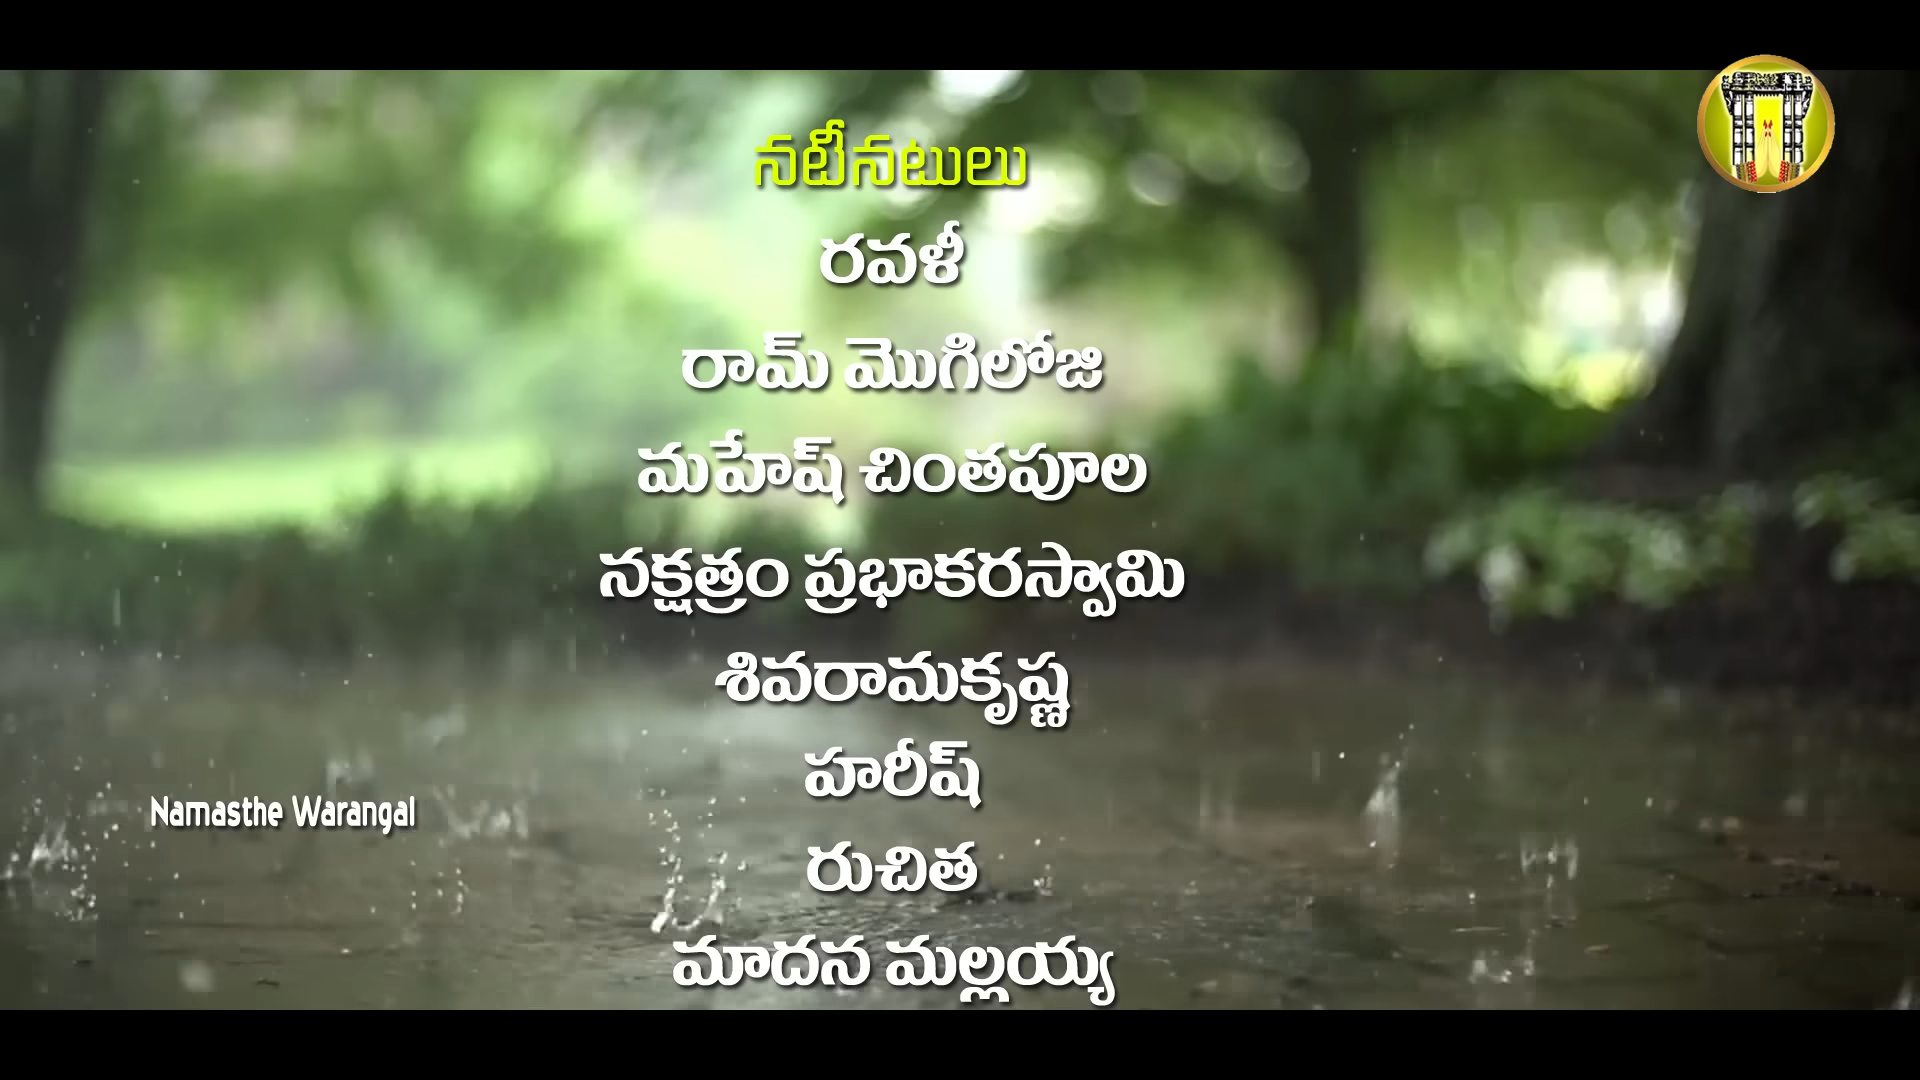 నటీనటులు
రవళీ
రామ్ మొగిలోజి
మహేష్ చింతపూల
నక్షత్రం ప్రభాకరస్వామి
శివరామకృష్ణ
హరీష్
Namasthe Warangal
రుచిత
మాదన మల్లయ్య